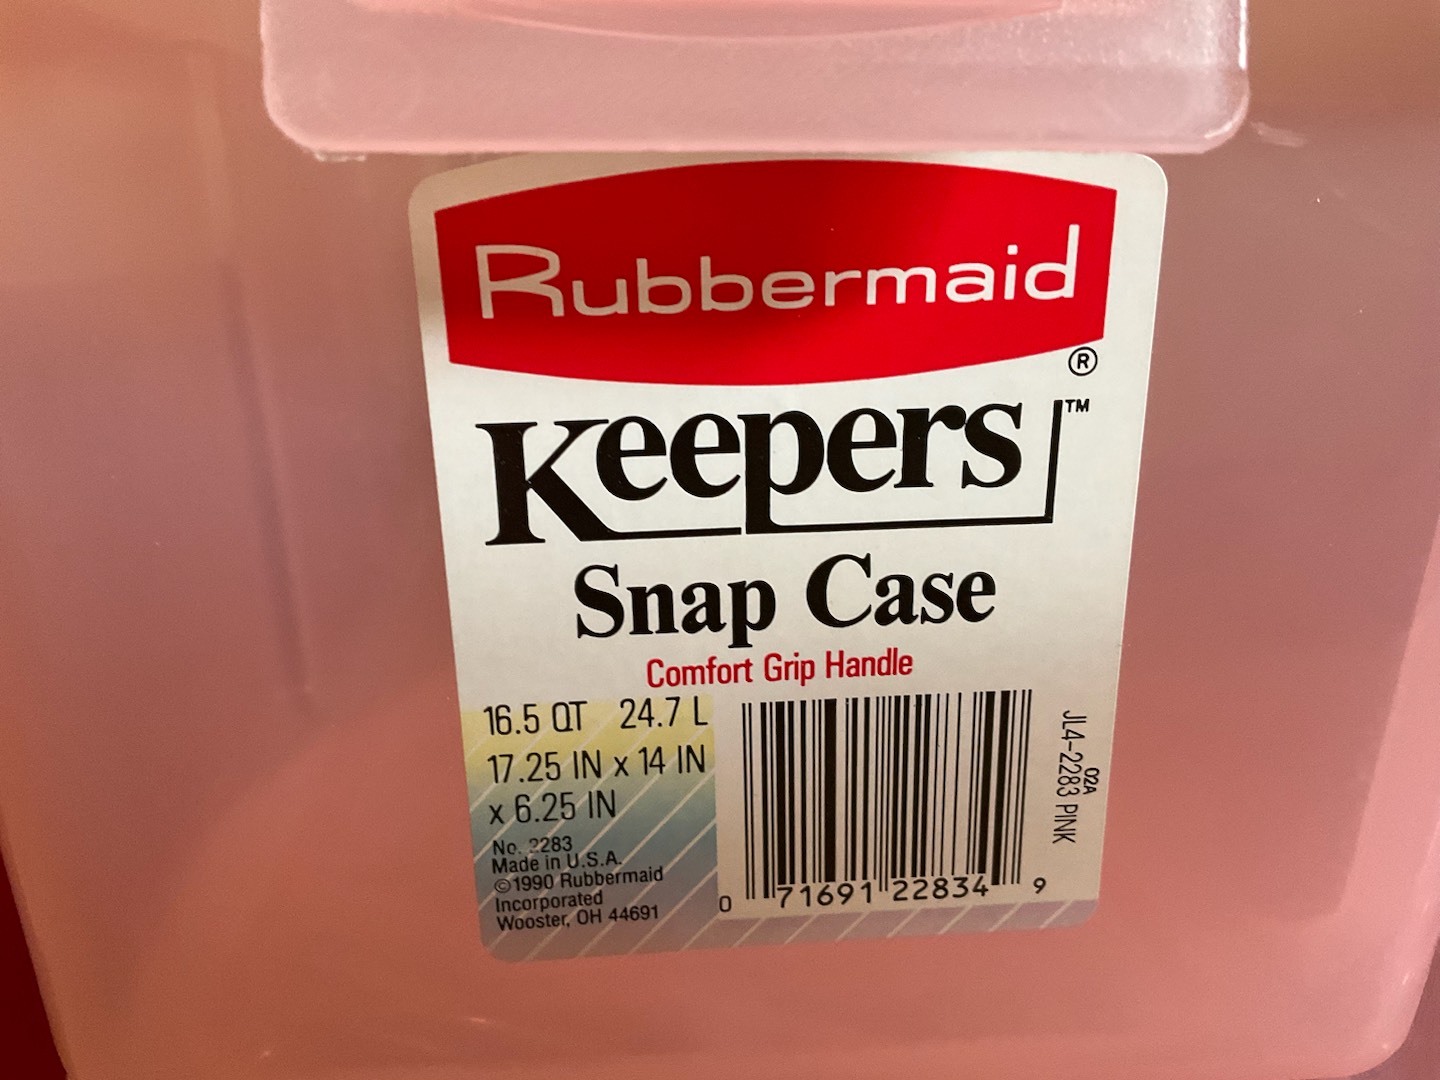 Rubbermaid
®
Keepers™
Snap Case
Comfort Grip Handle
16.5 QT 24.7 L
17.25 IN x 14 IN
x 6.25 IN
No. 2283
Made in U.S.A.
©1990 Rubbermaid
Incorporated
Wooster, OH 44691
0 71691 22834 9
JL4-2283 PINK
02A